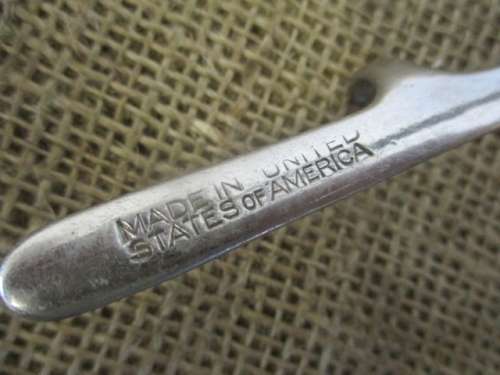 MADE IN UNITED
STATES OF AMERICA